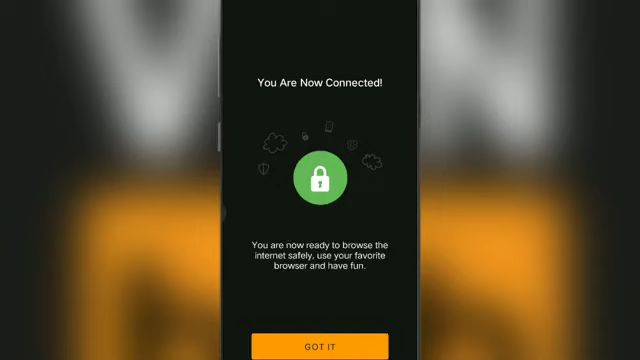 You Are Now Connected!
You are now ready to browse the
internet safely, use your favorite
browser and have fun.
GOT IT